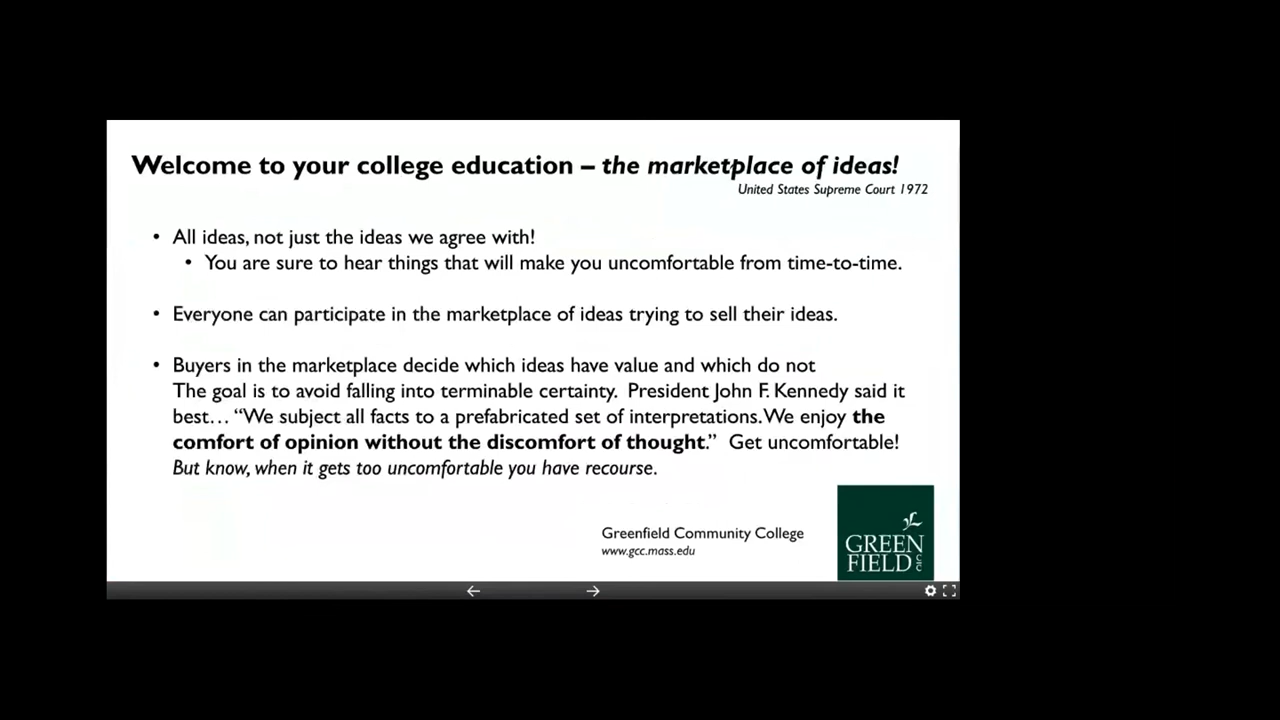 Welcome to your college education – the marketplace of ideas!
United States Supreme Court 1972
• All ideas, not just the ideas we agree with!
• You are sure to hear things that will make you uncomfortable from time-to-time.
• Everyone can participate in the marketplace of ideas trying to sell their ideas.
• Buyers in the marketplace decide which ideas have value and which do not
The goal is to avoid falling into terminable certainty. President John F. Kennedy said it
best… “We subject all facts to a prefabricated set of interpretations. We enjoy the
comfort of opinion without the discomfort of thought.” Get uncomfortable!
But know, when it gets too uncomfortable you have recourse.
Greenfield Community College
www.gcc.mass.edu
GREEN
FIELD CC